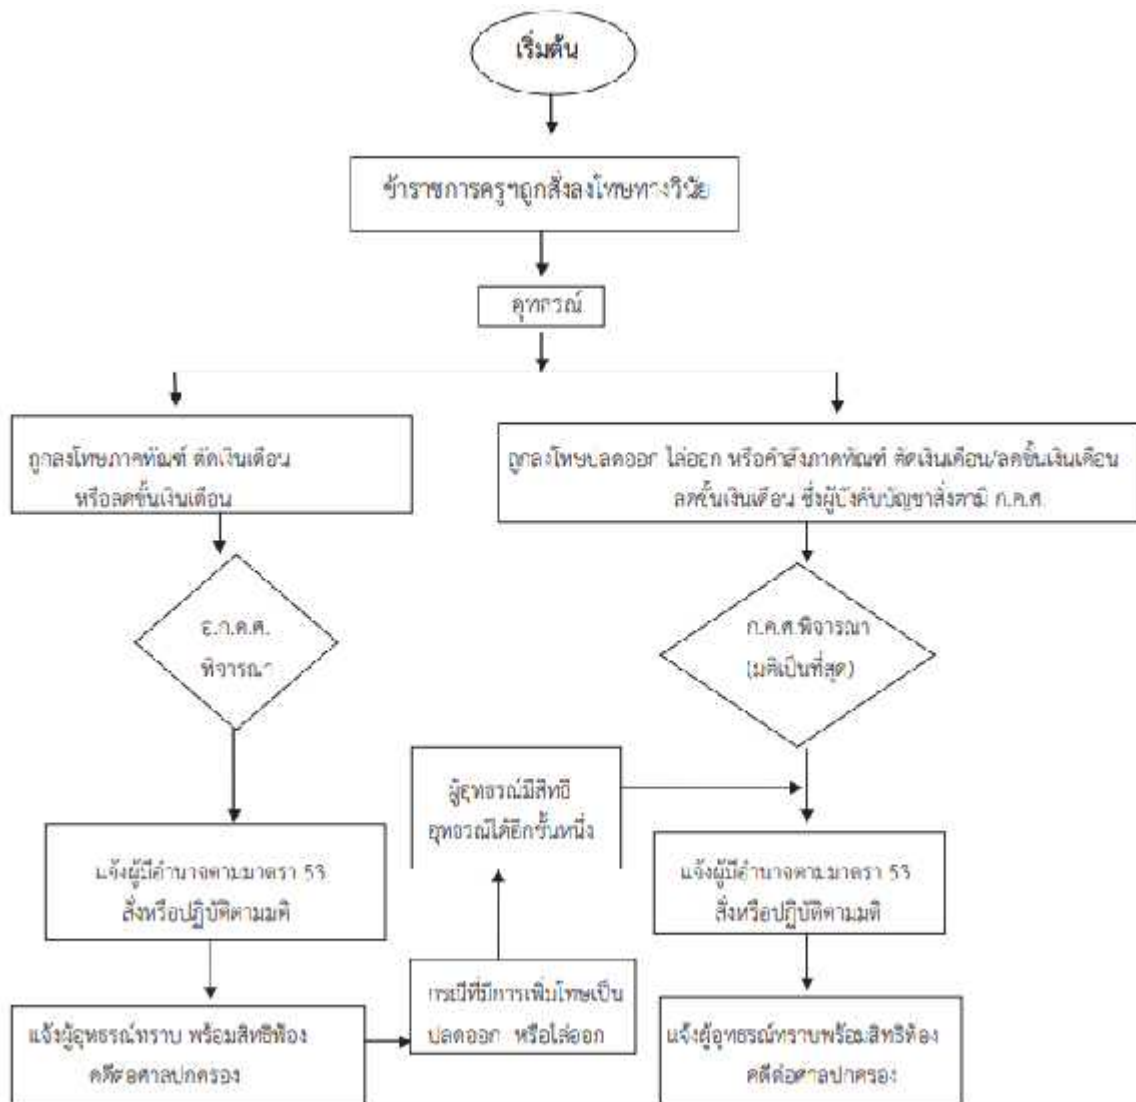 เริ่มต้น
ข้าราชการครูฯถูกสั่งลงโทษทางวินัย
อุทธรณ์
ถูกลงโทษภาคทัณฑ์ ตัดเงินเดือน
หรือลดขั้นเงินเดือน
ถูกลงโทษปลดออก ไล่ออก หรือคำสั่งภาคทัณฑ์ ตัดเงินเดือน/ลดขั้นเงินเดือน
ลดขั้นเงินเดือน ซึ่งผู้บังคับบัญชาสั่งตามมติ ก.ค.ศ.
อ.ก.ค.ศ.
พิจารณา
ก.ค.ศ.พิจารณา
(มติเป็นที่สุด)
ผู้อุทธรณ์มีสิทธิ
อุทธรณ์ได้อีกชั้นหนึ่ง
แจ้งผู้มีอำนาจตามมาตรา 53
สั่งหรือปฏิบัติตามมติ
แจ้งผู้มีอำนาจตามมาตรา 53
สั่งหรือปฏิบัติตามมติ
แจ้งผู้อุทธรณ์ทราบ พร้อมสิทธิฟ้อง
คดีต่อศาลปกครอง
กรณีที่มีการเพิ่มโทษเป็น
ปลดออก หรือไล่ออก
แจ้งผู้อุทธรณ์ทราบพร้อมสิทธิฟ้อง
คดีต่อศาลปกครอง